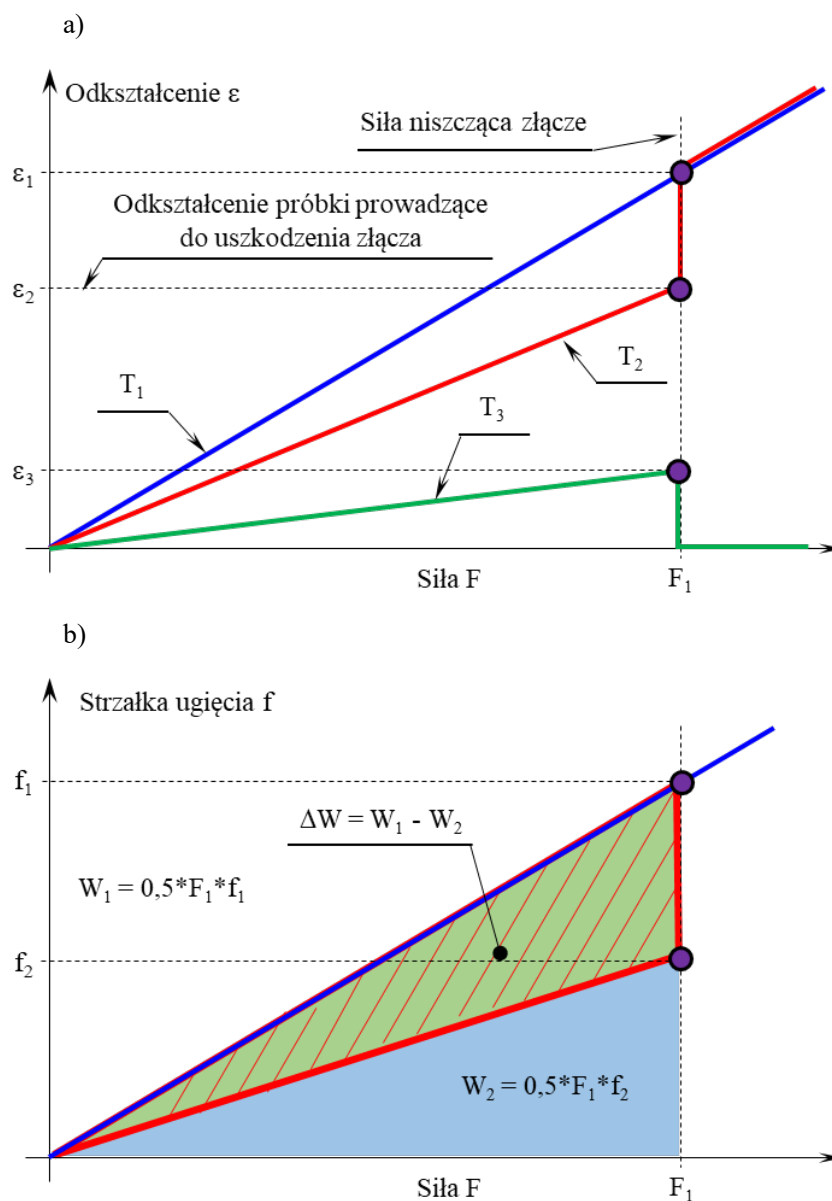 a)
Odkształcenie ε
Siła niszcząca złącze
ε₁
Odkształcenie próbki prowadzące
do uszkodzenia złącza
ε₂
T₂
T₁
T₃
ε₃
Siła F
F₁
b)
Strzałka ugięcia f
f₁
ΔW = W₁ - W₂
W₁ = 0,5*F₁*f₁
f₂
W₂ = 0,5*F₁*f₂
Siła F
F₁